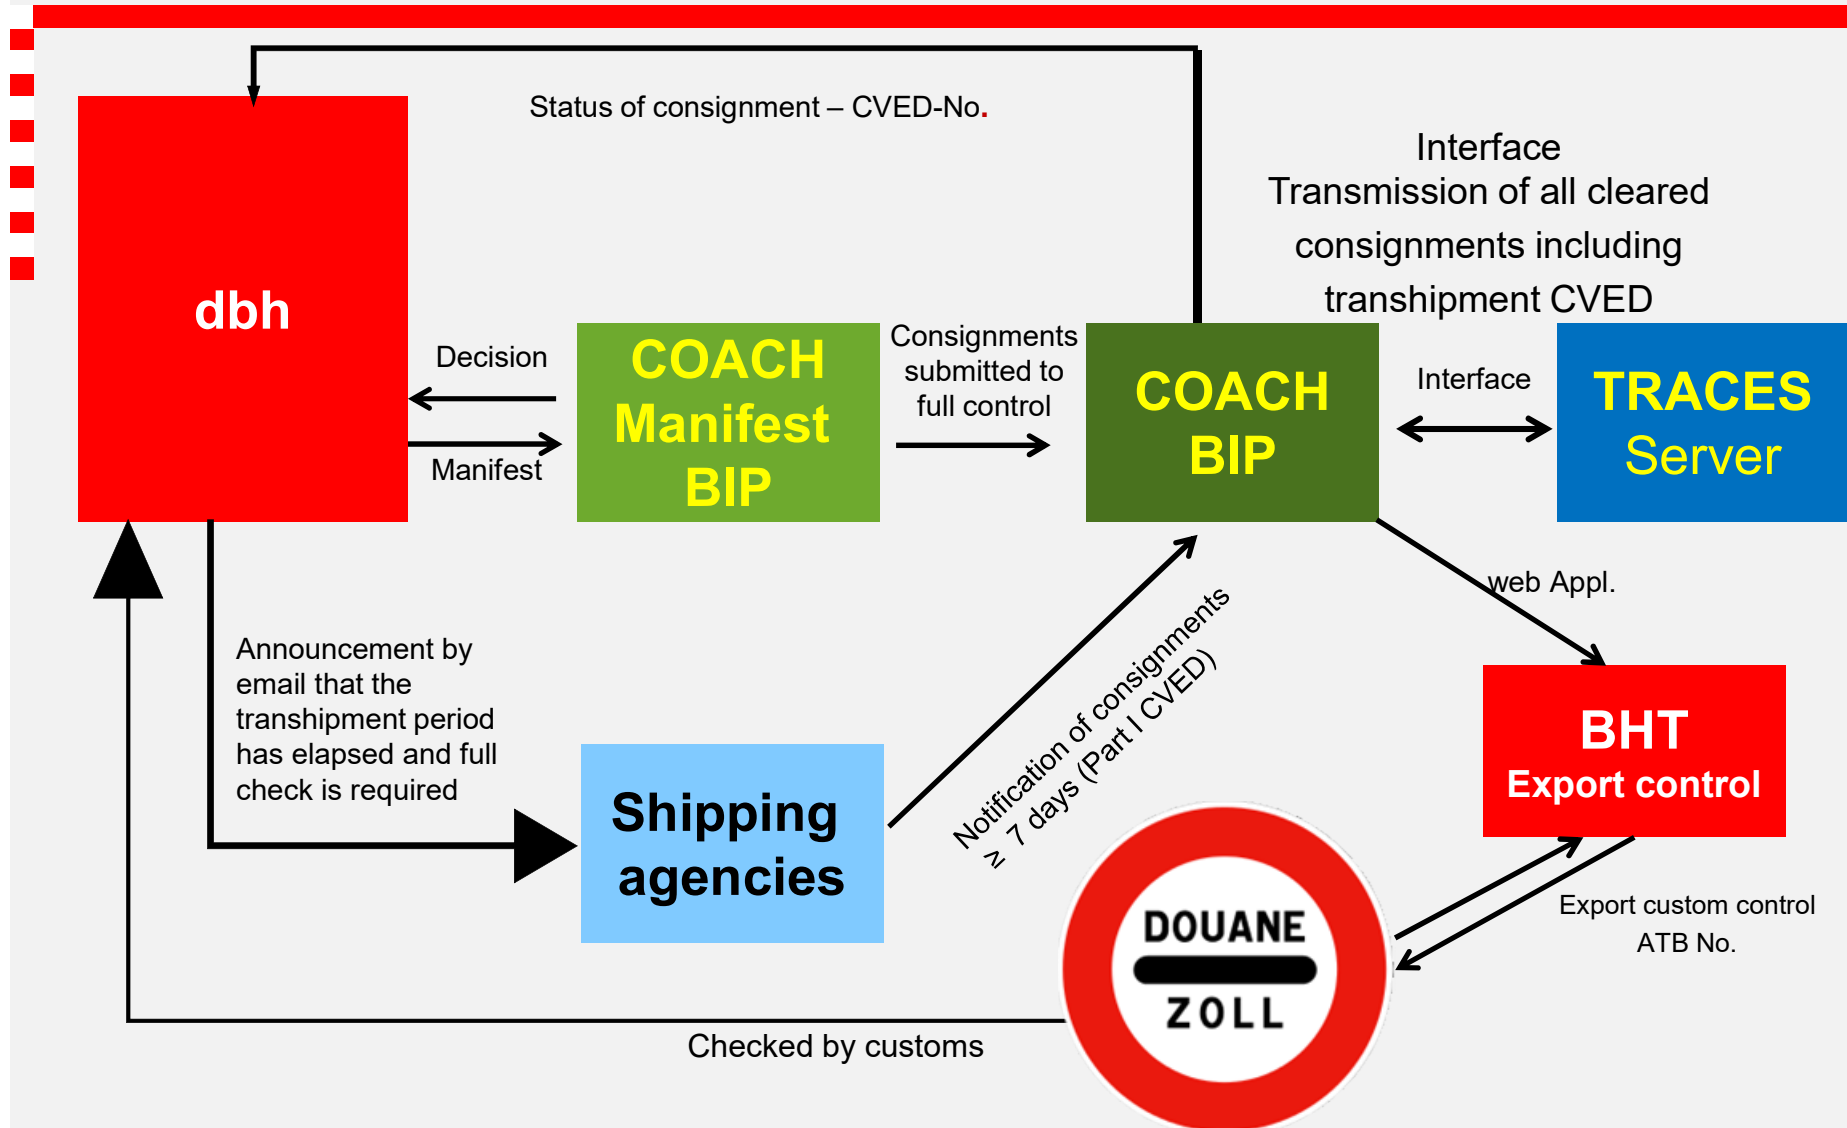 Status of consignment – CVED-No.
Interface
Transmission of all cleared
consignments including
transhipment CVED
dbh
Decision
Manifest
COACH
Manifest
BIP
Consignments
submitted to
full control
COACH
BIP
Interface
TRACES
Server
web Appl.
Announcement by
email that the
transhipment period
has elapsed and full
check is required
Shipping
agencies
Notification of consignments
≥ 7 days (Part I CVED)
BHT
Export control
Export custom control
ATB No.
DOUANE
ZOLL
Checked by customs